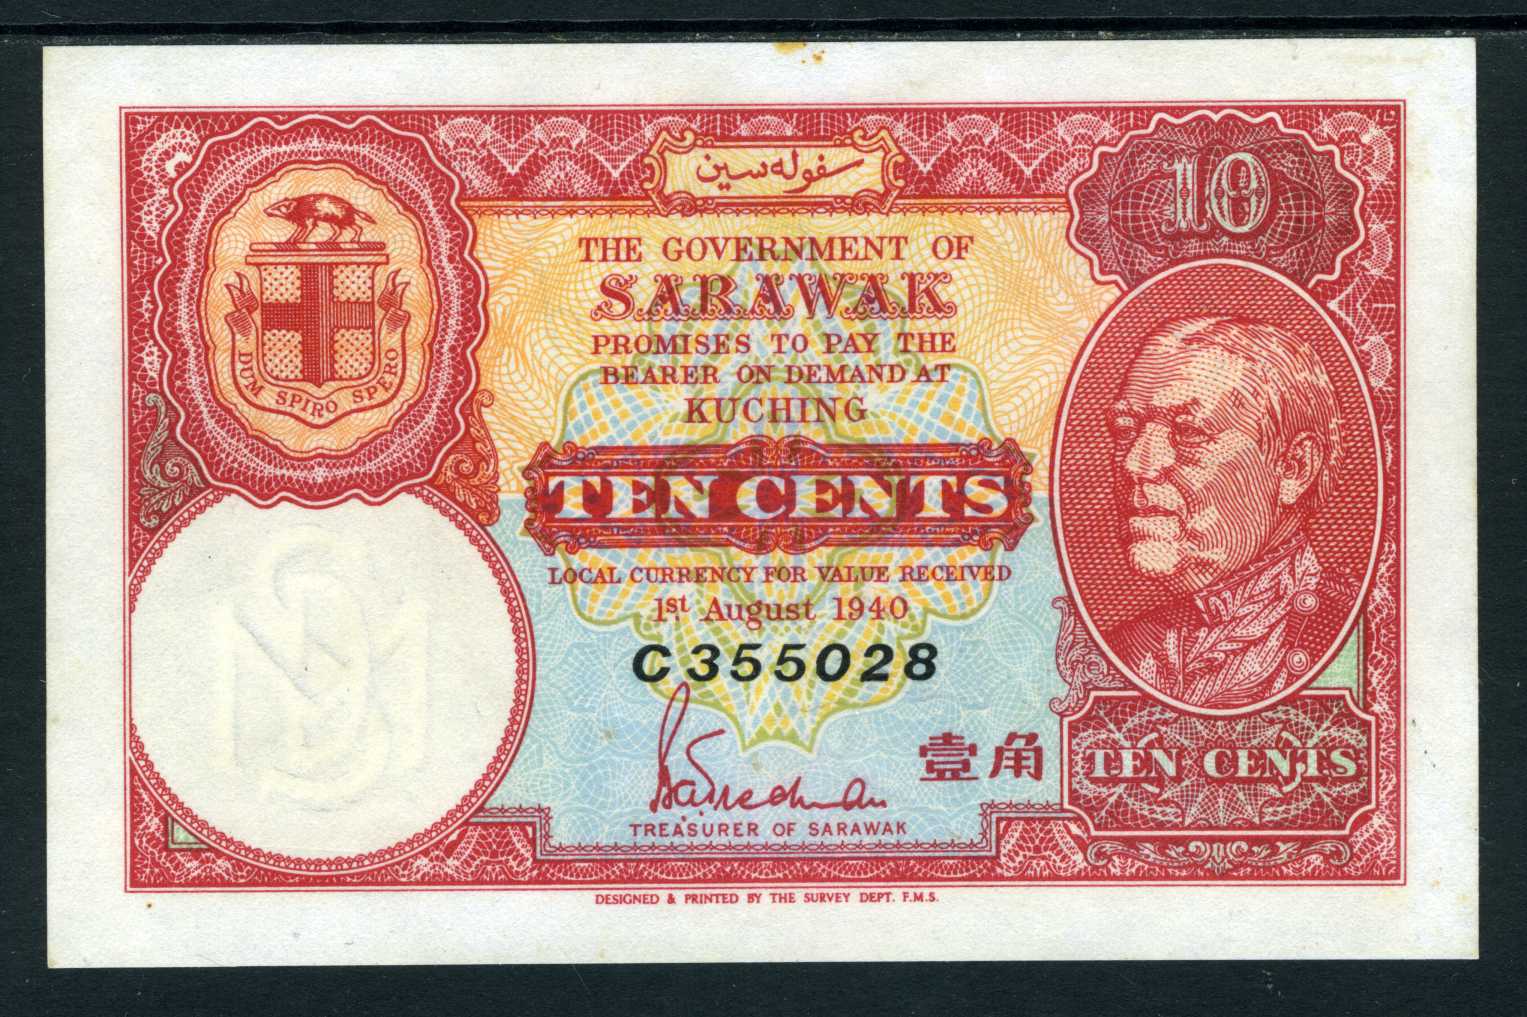 سفوله سين
10
THE GOVERNMENT OF
SARAWAK
PROMISES TO PAY THE
BEARER ON DEMAND AT
KUCHING
DUM SPIRO SPERO
TEN CENTS
LOCAL CURRENCY FOR VALUE RECEIVED
1st August 1940
C355028
壹角
TEN CENTS
TREASURER OF SARAWAK
DESIGNED & PRINTED BY THE SURVEY DEPT. F.M.S.